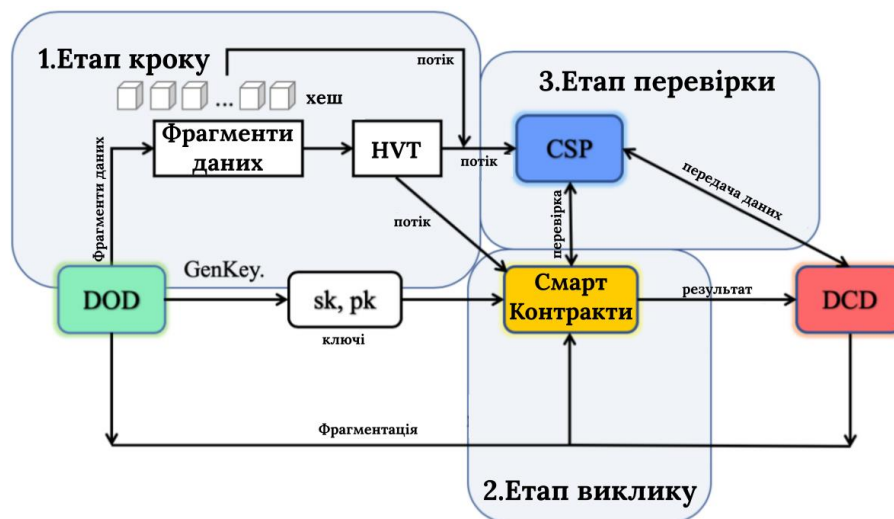 1.Етап кроку
потік
... хеш
3.Етап перевірки
Фрагменти
даних
HVT
потік
CSP
Фрагменти даних
потік
перевірка
передача даних
GenKey.
DOD
sk, pk
ключі
Смарт
Контракти
результат
DCD
Фрагментація
2.Етап виклику